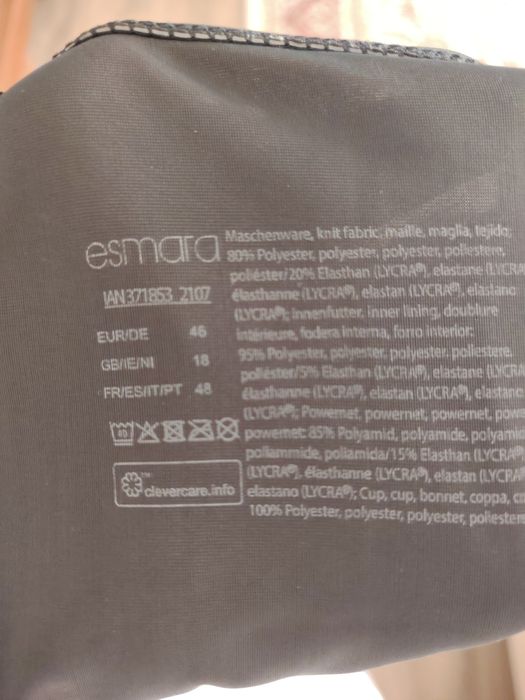 esmara
IAN 371853_2107
EUR/DE 46
GB/IE/NI 18
FR/ES/IT/PT 48
40
clevercare.info
Maschenware, knit fabric, maille, maglia, tejido:
80% Polyester, polyester, polyester, poliestere,
poliéster/20% Elasthan (LYCRA®), elastane (LYCRA
élasthanne (LYCRA®), elastan (LYCRA®), elastano
(LYCRA®); Innenfutter, inner lining, doublure
intérieure, fodera interna, forro interior:
95% Polyester, polyester, polyester, poliestere,
poliéster/5% Elasthan (LYCRA®), elastane (LYCRA
élasthanne (LYCRA®), elastan (LYCRA®), elastano
(LYCRA®); Powernet, powernet, powernet,
powernet: 85% Polyamid, polyamide,
poliammide, poliamida/15% Elasthan (LYCRA®),
(LYCRA®), élasthanne (LYCRA®), elastan (LYCRA
elastano (LYCRA®); Cup, cup, bonnet, coppa,
100% Polyester, polyester, polyester,